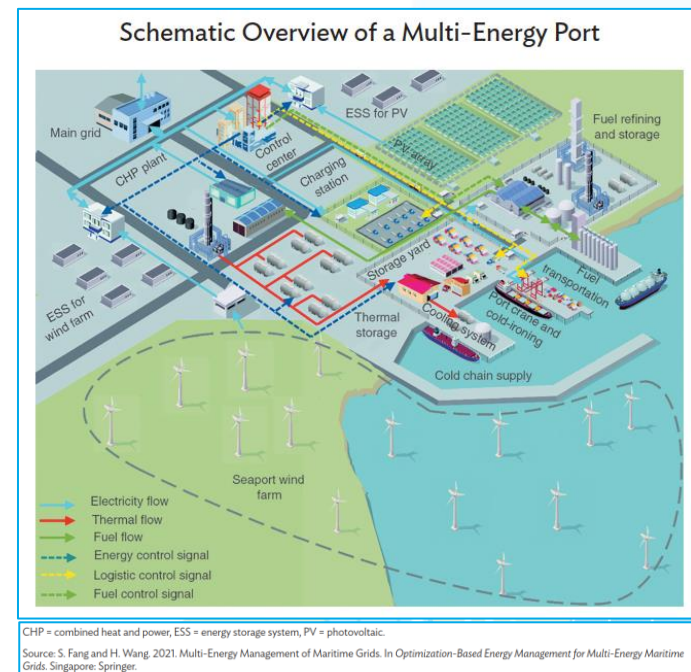 Schematic Overview of a Multi-Energy Port
Main grid
CHP plant
Control
center
ESS for PV
PV array
Charging
station
Fuel refining
and storage
ESS for
wind farm
Storage yard
Thermal
storage
Cooling system
Port crane and
cold-ironing
Fuel
transportation
Cold chain supply
Seaport wind
farm
Electricity flow
Thermal flow
Fuel flow
Energy control signal
Logistic control signal
Fuel control signal
CHP = combined heat and power, ESS = energy storage system, PV = photovoltaic.
Source: S. Fang and H. Wang. 2021. Multi-Energy Management of Maritime Grids. In Optimization-Based Energy Management for Multi-Energy Maritime
Grids. Singapore: Springer.